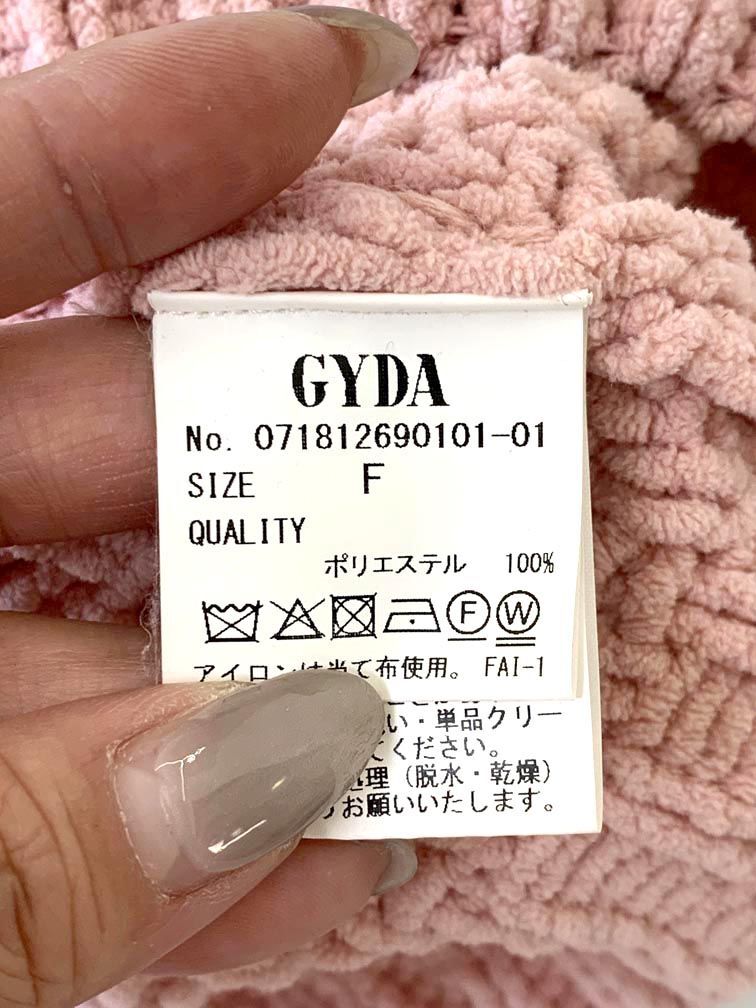 GYDA
No. 071812690101-01
SIZE F
QUALITY
ポリエステル 100%
F W
アイロンは当て布使用。 FAI-1
い・単品クリー
てください。
処理（脱水・乾燥）
お願いいたします。